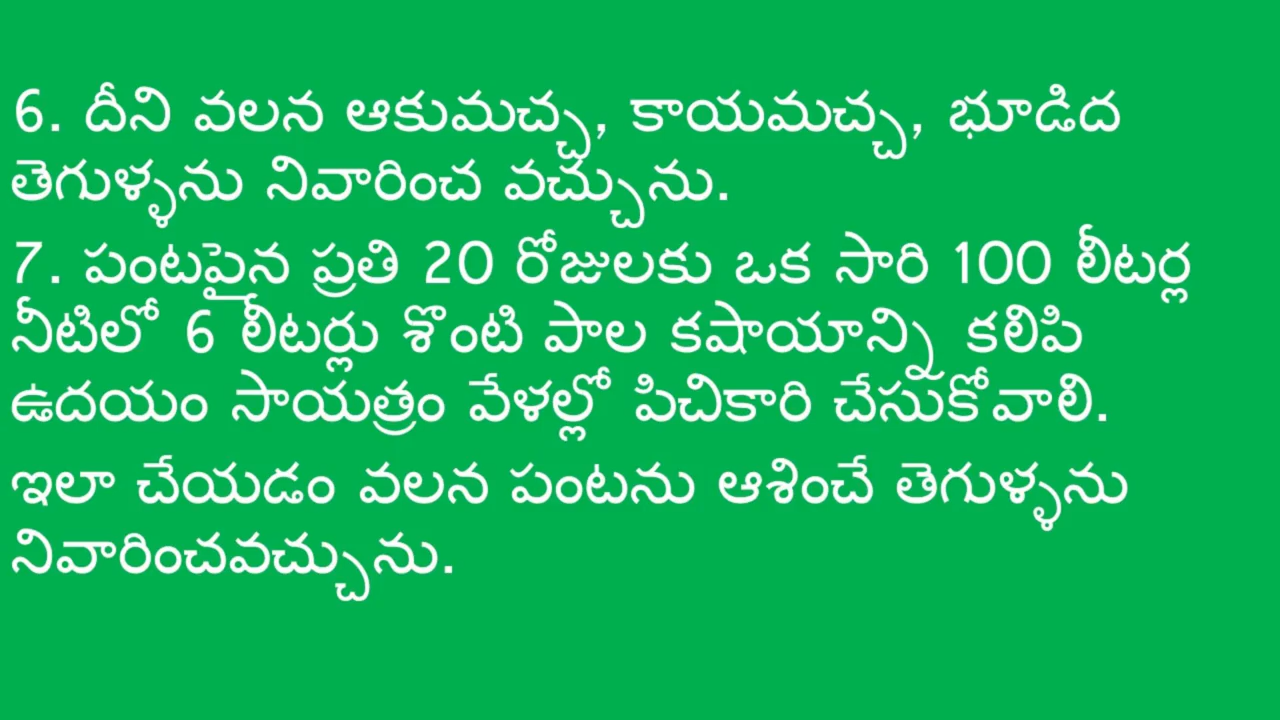 6. దీని వలన ఆకుమచ్చ, కాయమచ్చ, భూడిద
తెగుళ్ళను నివారించ వచ్చును.
7. పంటపైన ప్రతి 20 రోజులకు ఒక సారి 100 లీటర్ల
నీటిలో 6 లీటర్లు శొంటి పాల కషాయాన్ని కలిపి
ఉదయం సాయత్రం వేళల్లో పిచికారి చేసుకోవాలి.
ఇలా చేయడం వలన పంటను ఆశించే తెగుళ్ళను
నివారించవచ్చును.